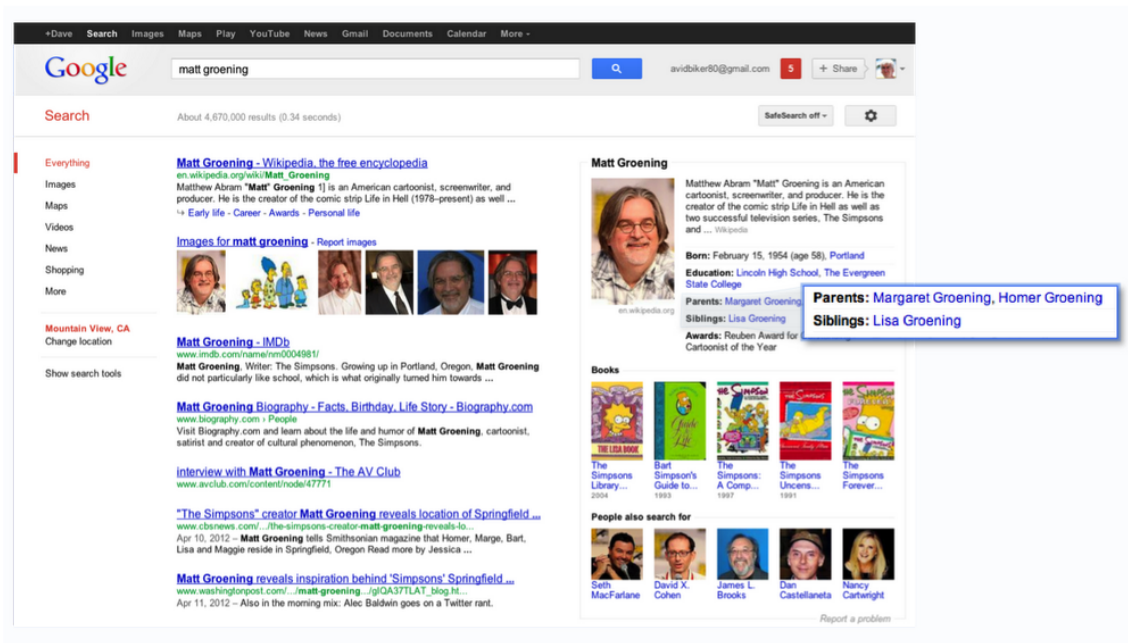 +Dave Search Images Maps Play YouTube News Gmail Documents Calendar More
Google
matt groening
avidbiker80@gmail.com
5
+ Share
Search
About 4,670,000 results (0.34 seconds)
SafeSearch off
Everything
Images
Maps
Videos
News
Shopping
More
Mountain View, CA
Change location
Show search tools
Matt Groening - Wikipedia, the free encyclopedia
en.wikipedia.org/wiki/Matt_Groening
Matthew Abram "Matt" Groening 1] is an American cartoonist, screenwriter, and
producer. He is the creator of the comic strip Life in Hell (1978–present) as well ...
↳ Early life - Career - Awards - Personal life
Images for matt groening - Report images
Matt Groening - IMDb
www.imdb.com/name/nm0004981/
Matt Groening, Writer: The Simpsons. Growing up in Portland, Oregon, Matt Groening
did not particularly like school, which is what originally turned him towards ...
Matt Groening Biography - Facts, Birthday, Life Story - Biography.com
www.biography.com › People
Visit Biography.com and learn about the life and humor of Matt Groening, cartoonist,
satirist and creator of cultural phenomenon, The Simpsons.
interview with Matt Groening - The AV Club
www.avclub.com/content/node/47771
"The Simpsons" creator Matt Groening reveals location of Springfield ...
www.cbsnews.com/.../the-simpsons-creator-matt-groening-reveals-lo...
Apr 10, 2012 – Matt Groening tells Smithsonian magazine that Homer, Marge, Bart,
Lisa and Maggie reside in Springfield, Oregon Read more by Jessica ...
Matt Groening reveals inspiration behind 'Simpsons' Springfield ...
www.washingtonpost.com/.../matt-groening.../gIQA37TLAT_blog.ht...
Apr 11, 2012 – Also in the morning mix: Alec Baldwin goes on a Twitter rant.
Matt Groening
Matthew Abram "Matt" Groening is an American
cartoonist, screenwriter, and producer. He is the
creator of the comic strip Life in Hell as well as
two successful television series, The Simpsons
and .... Wikipedia
en.wikipedia.org
Born: February 15, 1954 (age 58), Portland
Education: Lincoln High School, The Evergreen
State College
Parents: Margaret Groening,
Siblings: Lisa Groening
Awards: Reuben Award for
Cartoonist of the Year
Parents: Margaret Groening, Homer Groening
Siblings: Lisa Groening
Books
THE LISA BOOK
The
Simpsons
Library...
2004
Bart
Simpson's
Guide to...
1993
The
Simpsons:
A Comp...
1997
The
Simpsons
Uncens...
1991
The
Simpsons
Forever...
People also search for
Seth
MacFarlane
David X.
Cohen
James L.
Brooks
Dan
Castellaneta
Nancy
Cartwright
Report a problem